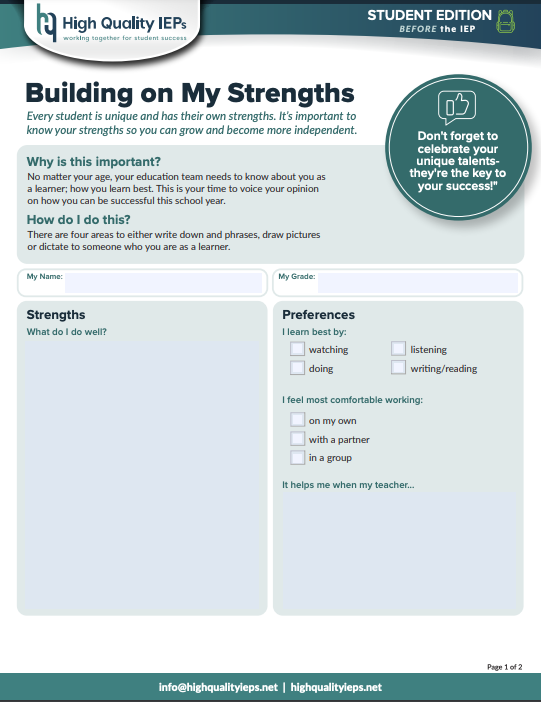 High Quality IEPs
working together for student success
STUDENT EDITION
BEFORE the IEP
Building on My Strengths
Every student is unique and has their own strengths. It's important to
know your strengths so you can grow and become more independent.
Don't forget to
celebrate your
unique talents-
they're the key to
your success!"
Why is this important?
No matter your age, your education team needs to know about you as
a learner; how you learn best. This is your time to voice your opinion
on how you can be successful this school year.
How do I do this?
There are four areas to either write down and phrases, draw pictures
or dictate to someone who you are as a learner.
My Name:
My Grade:
Strengths
What do I do well?
Preferences
I learn best by:
watching
listening
doing
writing/reading
I feel most comfortable working:
on my own
with a partner
in a group
It helps me when my teacher...
Page 1 of 2
info@highqualityieps.net | highqualityieps.net